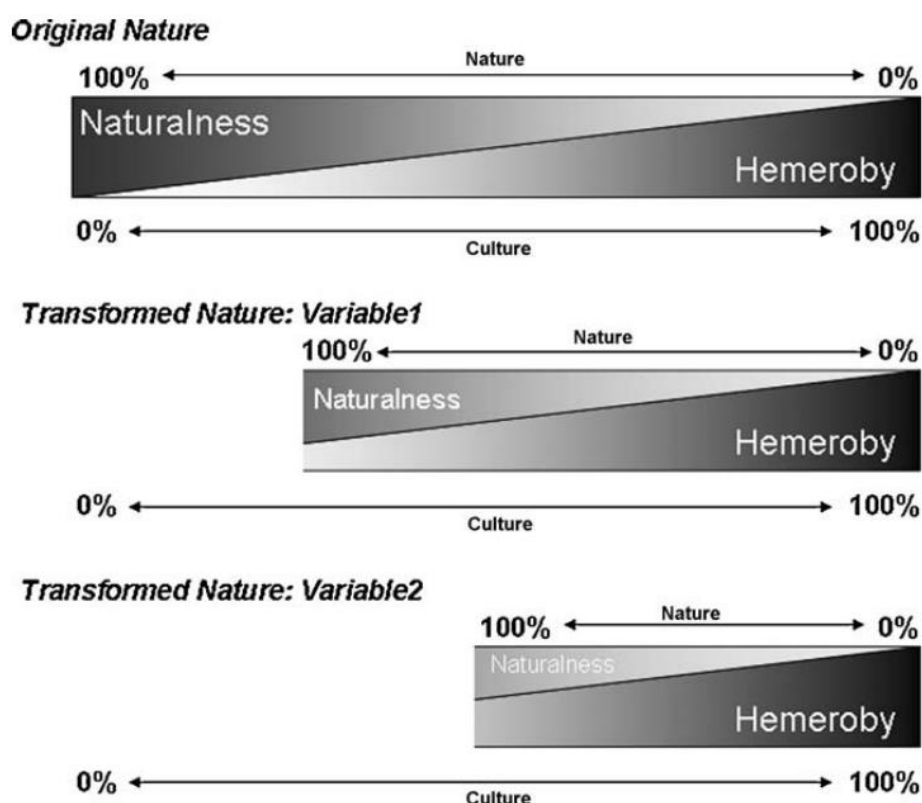 Original Nature
Nature
100% 0%
Naturalness
Hemeroby
0% 100%
Culture
Transformed Nature: Variable1
Nature
100% 0%
Naturalness
Hemeroby
0% 100%
Culture
Transformed Nature: Variable2
Nature
100% 0%
Naturalness
Hemeroby
0% 100%
Culture